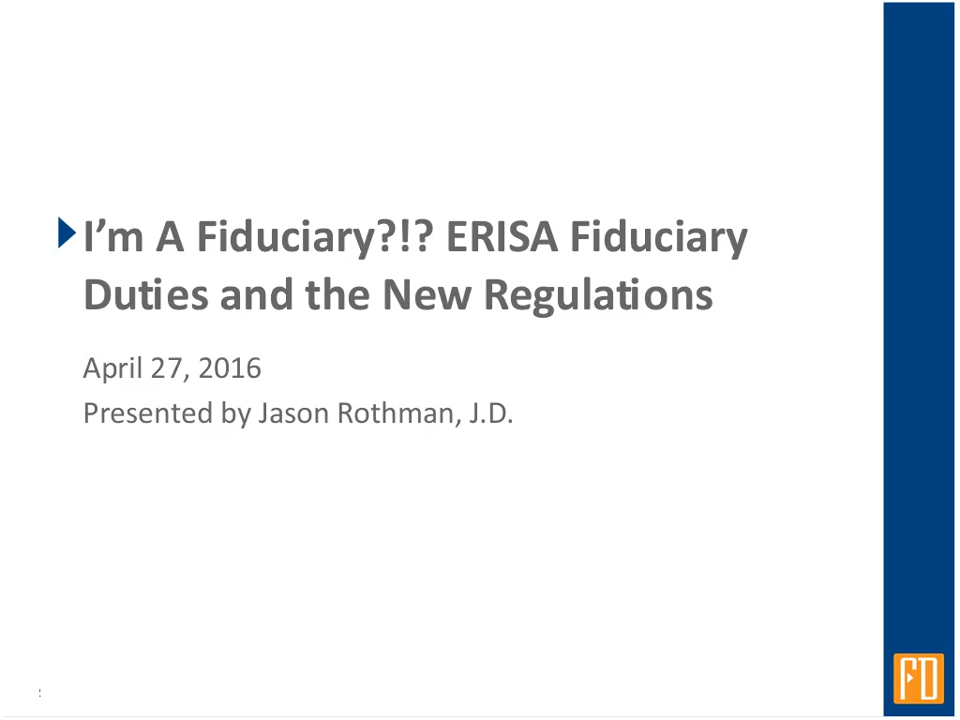 I’m A Fiduciary?!? ERISA Fiduciary
Duties and the New Regulations
April 27, 2016
Presented by Jason Rothman, J.D.
FD